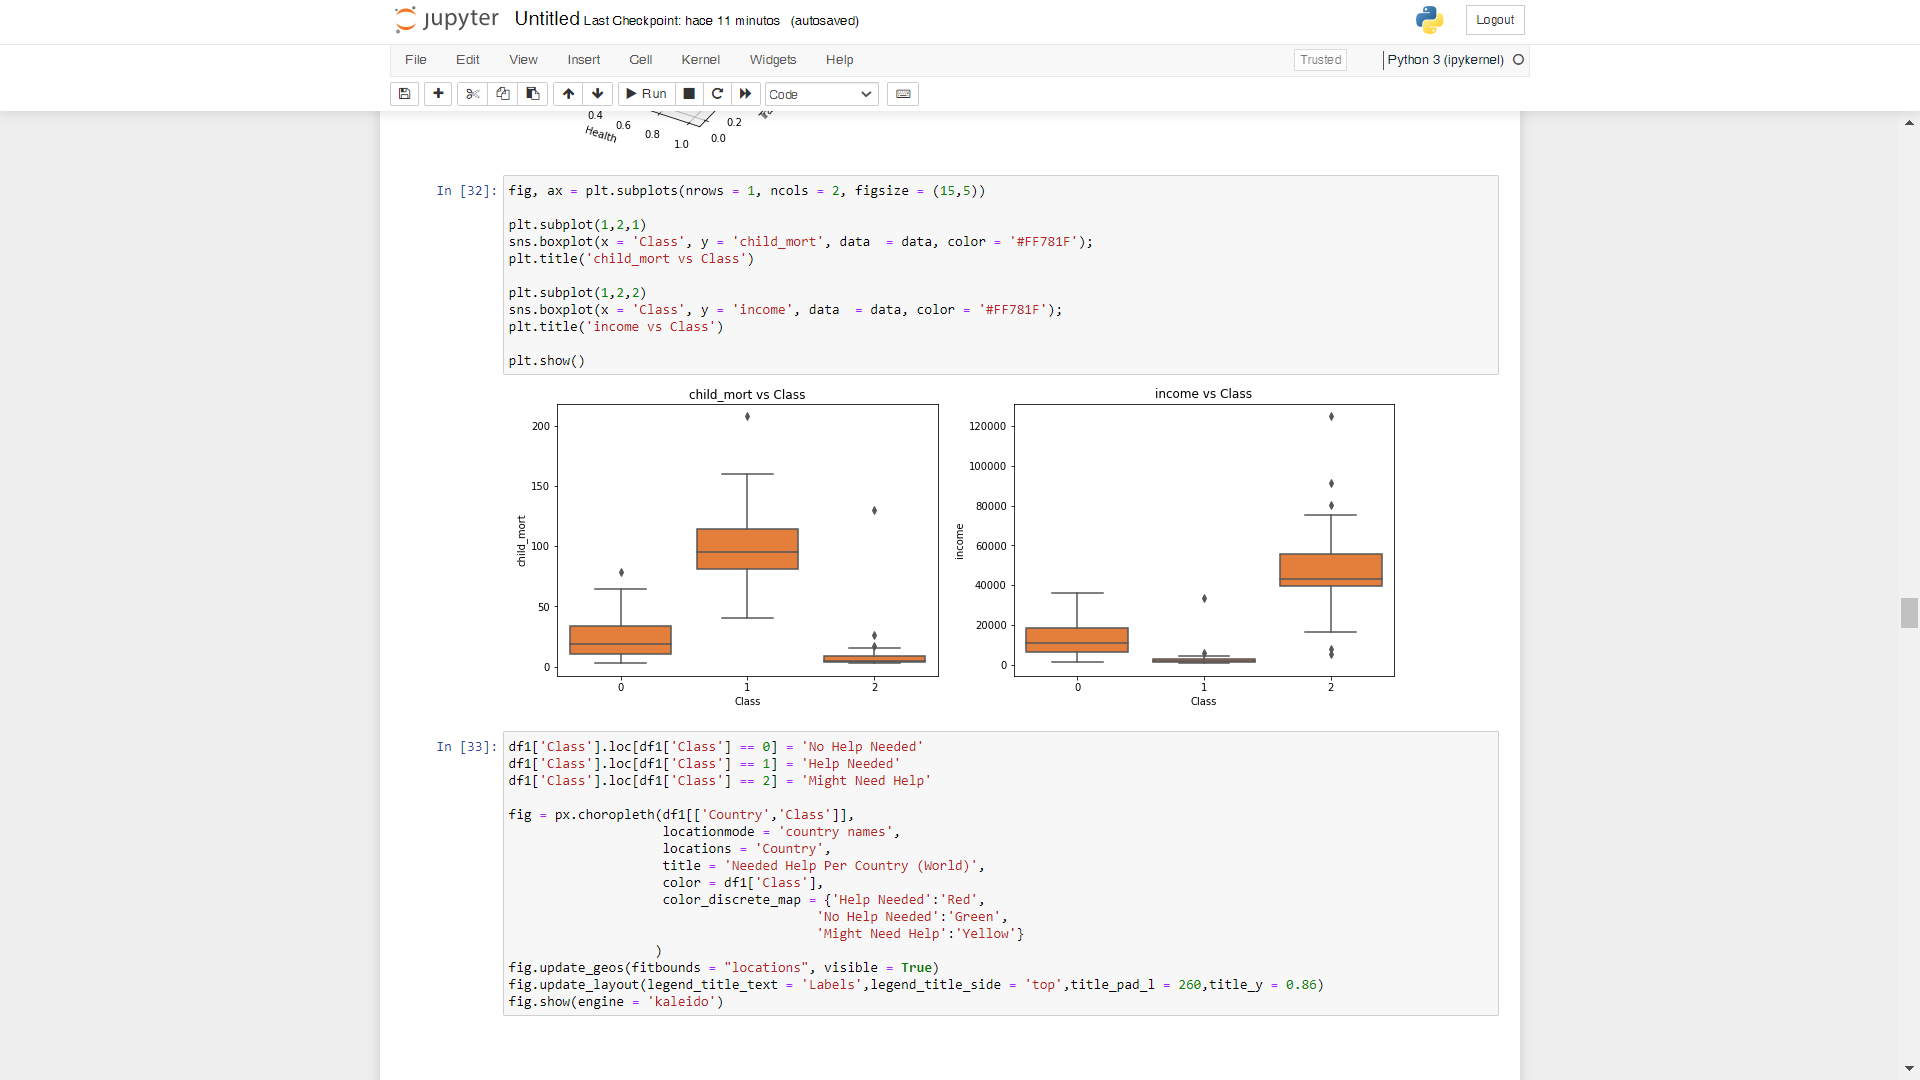 jupyter Untitled Last Checkpoint: hace 11 minutos (autosaved) Logout
File Edit View Insert Cell Kernel Widgets Help Trusted Python 3 (ipykernel)
Run Code
0.4
0.6
0.8
1.0
Health
0.0
0.2
In [32]:
fig, ax = plt.subplots(nrows = 1, ncols = 2, figsize = (15,5))
plt.subplot(1,2,1)
sns.boxplot(x = 'Class', y = 'child_mort', data  = data, color = '#FF781F');
plt.title('child_mort vs Class')
plt.subplot(1,2,2)
sns.boxplot(x = 'Class', y = 'income', data  = data, color = '#FF781F');
plt.title('income vs Class')
plt.show()
child_mort vs Class
200
150
100
50
0
child_mort
0 1 2
Class
income vs Class
120000
100000
80000
60000
40000
20000
0
income
0 1 2
Class
In [33]:
df1['Class'].loc[df1['Class'] == 0] = 'No Help Needed'
df1['Class'].loc[df1['Class'] == 1] = 'Help Needed'
df1['Class'].loc[df1['Class'] == 2] = 'Might Need Help'
fig = px.choropleth(df1[['Country','Class']],
locationmode = 'country names',
locations = 'Country',
title = 'Needed Help Per Country (World)',
color = df1['Class'],
color_discrete_map = {'Help Needed':'Red',
'No Help Needed':'Green',
'Might Need Help':'Yellow'}
)
fig.update_geos(fitbounds = "locations", visible = True)
fig.update_layout(legend_title_text = 'Labels',legend_title_side = 'top',title_pad_l = 260,title_y = 0.86)
fig.show(engine = 'kaleido')